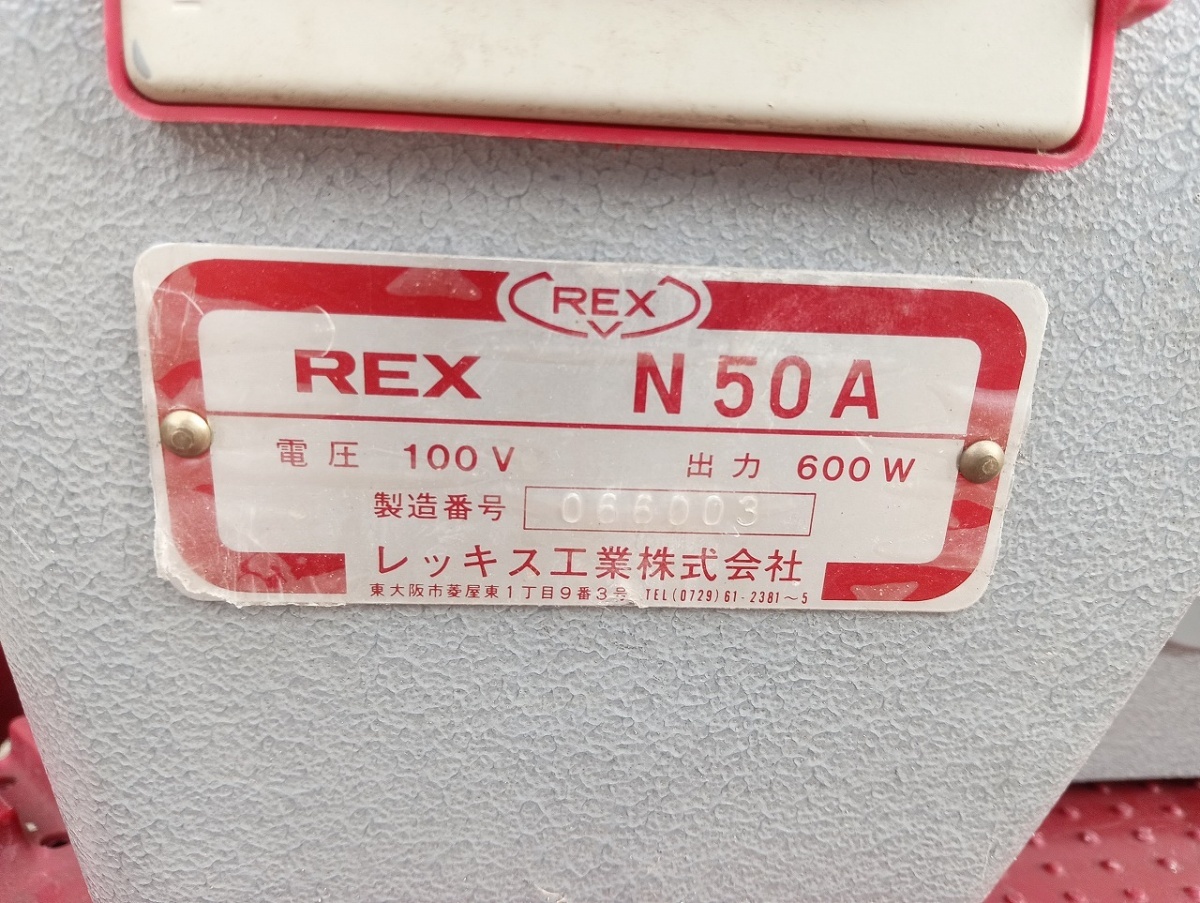 REX
REX N50A
電圧 100V 出力 600W
製造番号 066003
レッキス工業株式会社
東大阪市菱屋東1丁目9番3号 TEL(0729)61-2381〜5